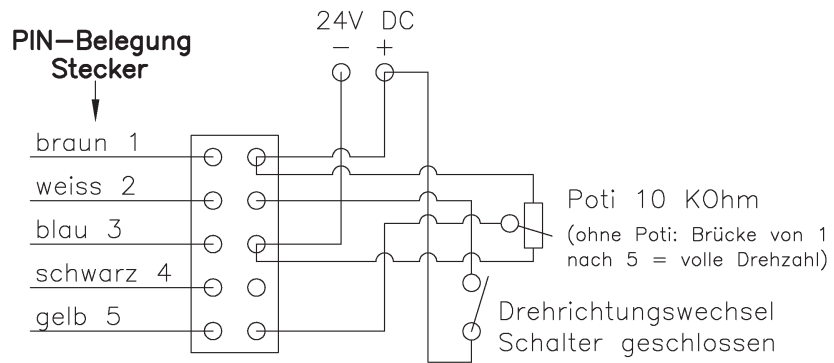 24V DC
− +
PIN−Belegung
Stecker
braun 1
weiss 2
blau 3
schwarz 4
gelb 5
Poti 10 KOhm
(ohne Poti: Brücke von 1
nach 5 = volle Drehzahl)
Drehrichtungswechsel
Schalter geschlossen